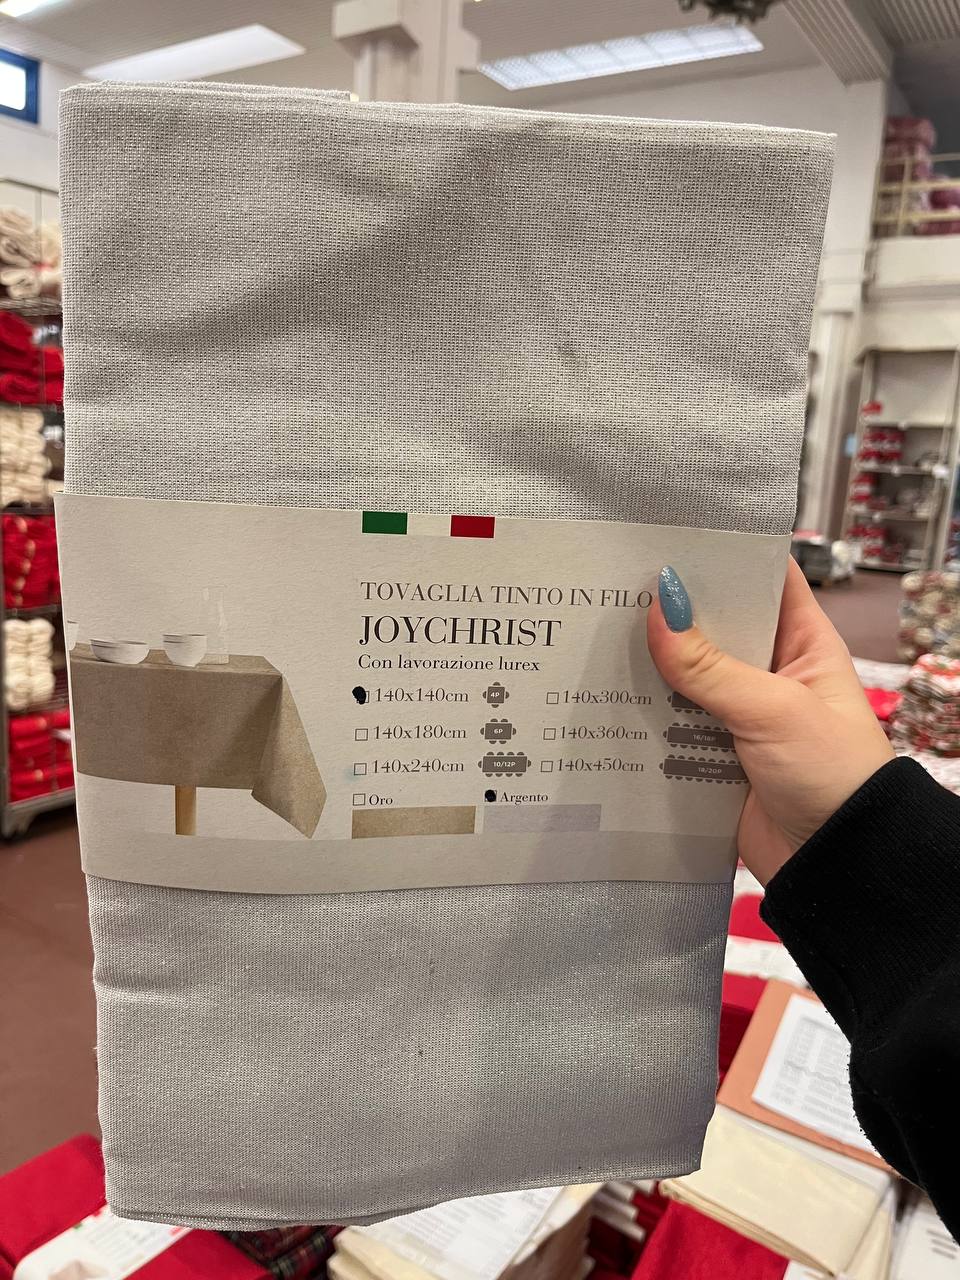 TOVAGLIA TINTO IN FILO
JOYCHRIST
Con lavorazione lurex
140x140cm 4P 140x300cm
140x180cm 6P 140x360cm 16/18P
140x240cm 10/12P 140x450cm 18/20P
Oro Argento